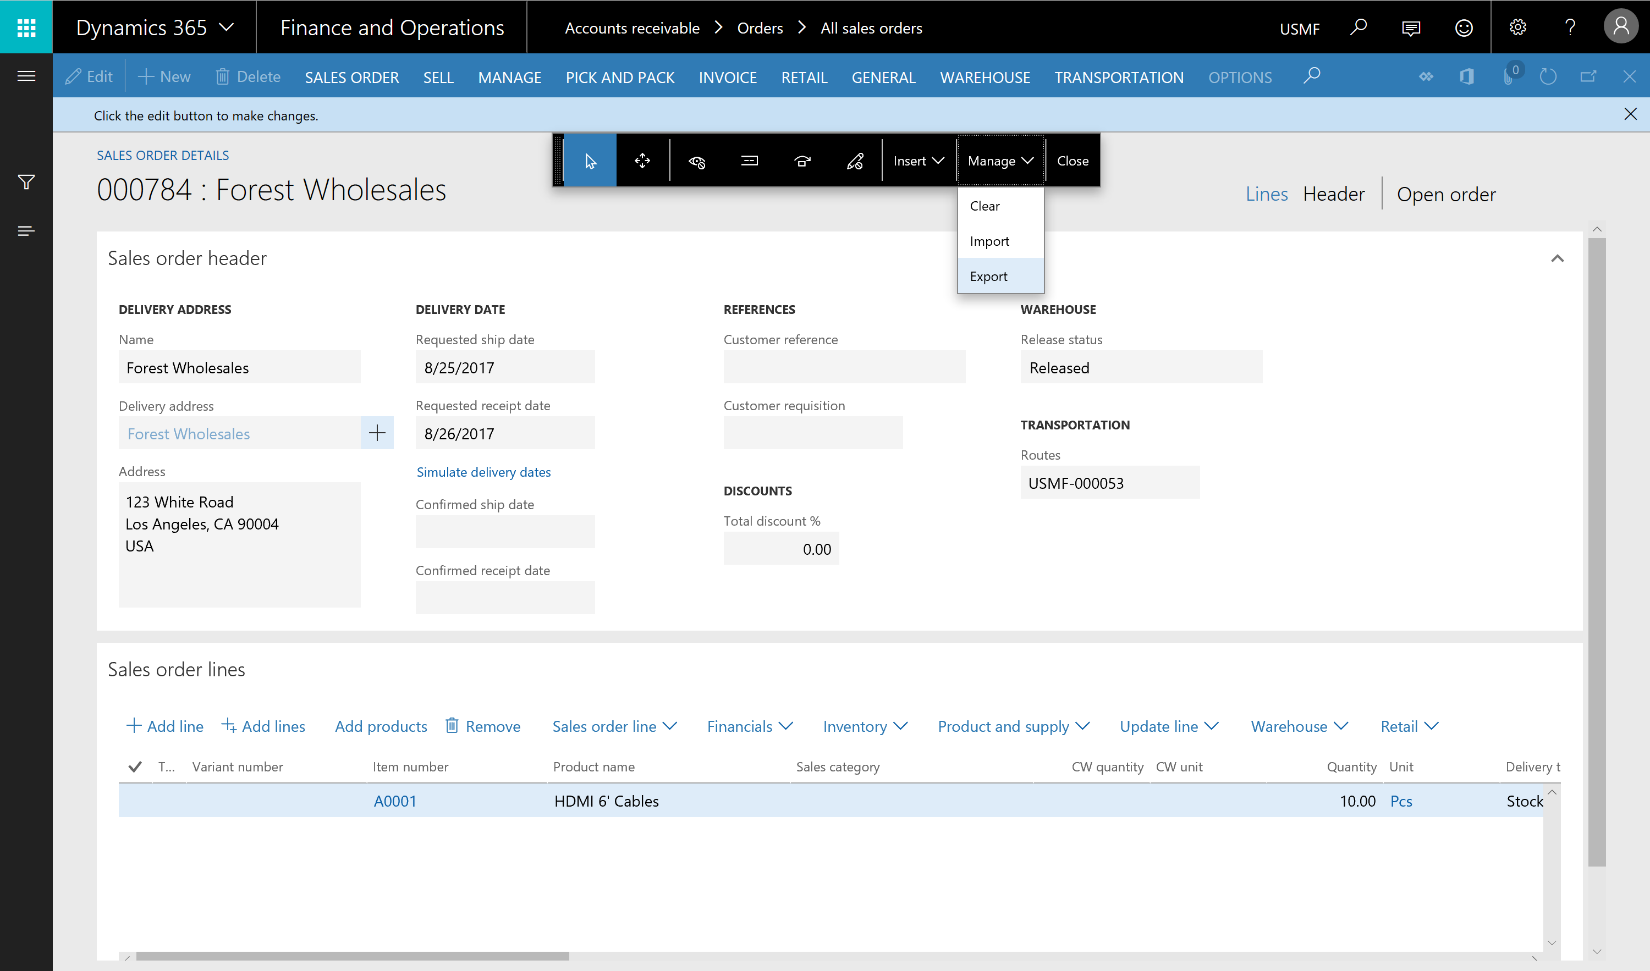 Dynamics 365
Finance and Operations
Accounts receivable
Orders
All sales orders
USMF
?
Edit
New
Delete
SALES ORDER
SELL
MANAGE
PICK AND PACK
INVOICE
RETAIL
GENERAL
WAREHOUSE
TRANSPORTATION
OPTIONS
0
Click the edit button to make changes.
SALES ORDER DETAILS
000784 : Forest Wholesales
Insert
Manage
Close
Clear
Import
Export
Lines
Header
Open order
Sales order header
DELIVERY ADDRESS
Name
Forest Wholesales
Delivery address
Forest Wholesales
Address
123 White Road
Los Angeles, CA 90004
USA
DELIVERY DATE
Requested ship date
8/25/2017
Requested receipt date
8/26/2017
Simulate delivery dates
Confirmed ship date
Confirmed receipt date
REFERENCES
Customer reference
Customer requisition
DISCOUNTS
Total discount %
0.00
WAREHOUSE
Release status
Released
TRANSPORTATION
Routes
USMF-000053
Sales order lines
Add line
Add lines
Add products
Remove
Sales order line
Financials
Inventory
Product and supply
Update line
Warehouse
Retail
T...
Variant number
Item number
Product name
Sales category
CW quantity
CW unit
Quantity
Unit
Delivery t
A0001
HDMI 6' Cables
10.00
Pcs
Stock